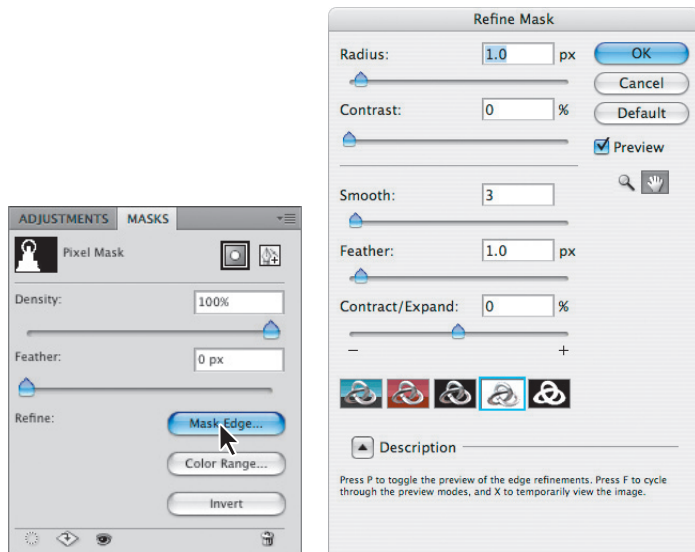 ADJUSTMENTS MASKS
Pixel Mask
Density: 100%
Feather: 0 px
Refine: Mask Edge...
Color Range...
Invert
Refine Mask
Radius: 1.0 px
OK
Cancel
Contrast: 0 %
Default
Preview
Smooth: 3
Feather: 1.0 px
Contract/Expand: 0 %
− +
Description
Press P to toggle the preview of the edge refinements. Press F to cycle
through the preview modes, and X to temporarily view the image.